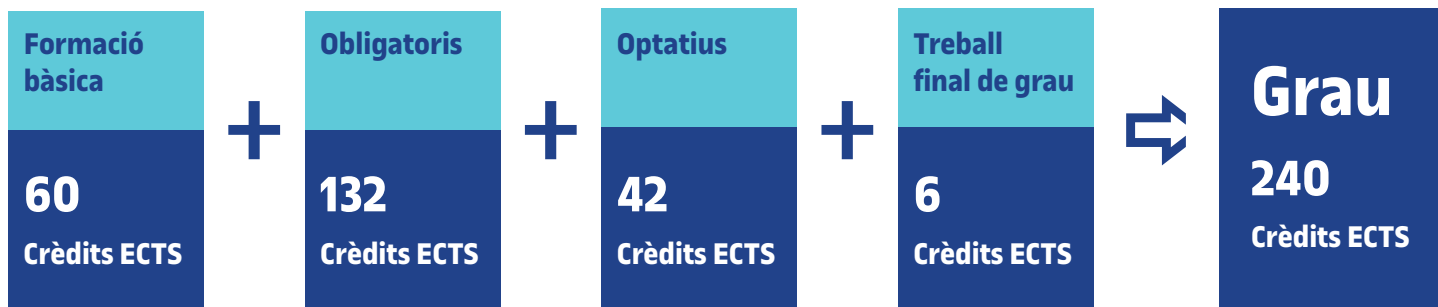 Formació
bàsica
60
Crèdits ECTS
+
Obligatoris
132
Crèdits ECTS
+
Optatius
42
Crèdits ECTS
+
Treball
final de grau
6
Crèdits ECTS
Grau
240
Crèdits ECTS